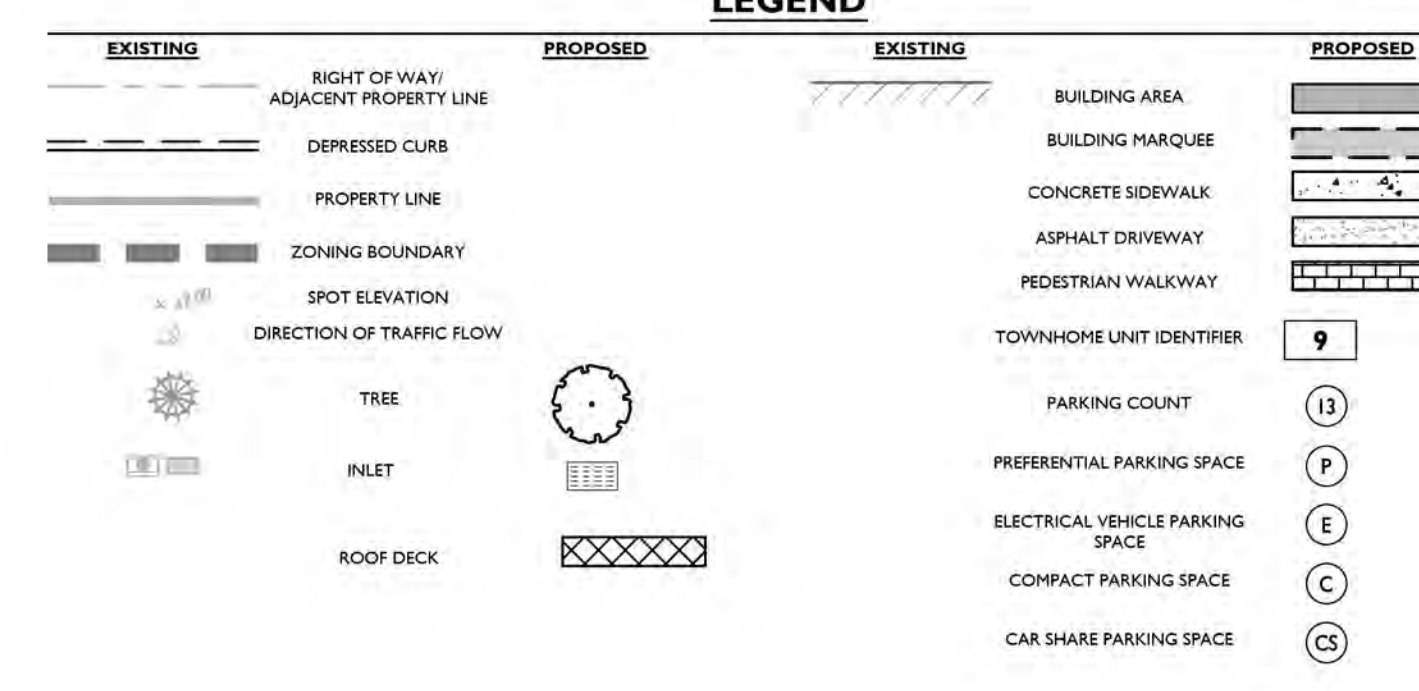 LEGEND
EXISTING
PROPOSED
RIGHT OF WAY/
ADJACENT PROPERTY LINE
DEPRESSED CURB
PROPERTY LINE
ZONING BOUNDARY
SPOT ELEVATION
DIRECTION OF TRAFFIC FLOW
TREE
INLET
ROOF DECK
EXISTING
PROPOSED
BUILDING AREA
BUILDING MARQUEE
CONCRETE SIDEWALK
ASPHALT DRIVEWAY
PEDESTRIAN WALKWAY
TOWNHOME UNIT IDENTIFIER
9
PARKING COUNT
13
PREFERENTIAL PARKING SPACE
P
ELECTRICAL VEHICLE PARKING
SPACE
E
COMPACT PARKING SPACE
C
CAR SHARE PARKING SPACE
CS